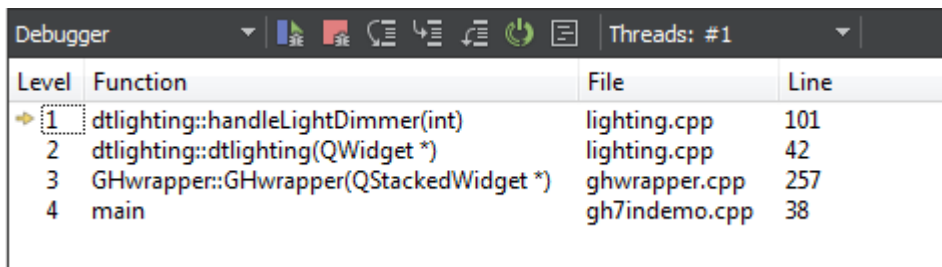 Debugger Threads: #1
Level Function File Line
1 dtlighting::handleLightDimmer(int) lighting.cpp 101
2 dtlighting::dtlighting(QWidget *) lighting.cpp 42
3 GHwrapper::GHwrapper(QStackedWidget *) ghwrapper.cpp 257
4 main gh7indemo.cpp 38